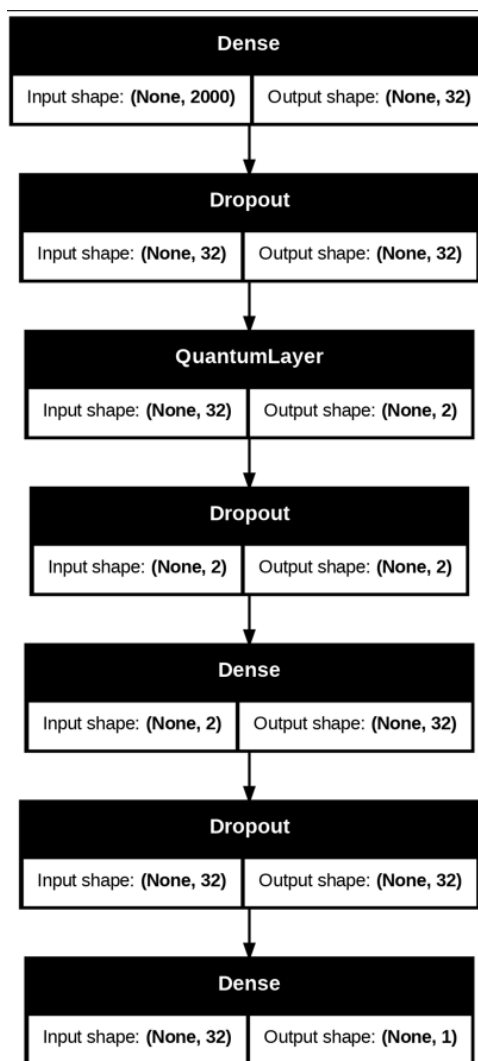 Dense
Input shape: (None, 2000) Output shape: (None, 32)
Dropout
Input shape: (None, 32) Output shape: (None, 32)
QuantumLayer
Input shape: (None, 32) Output shape: (None, 2)
Dropout
Input shape: (None, 2) Output shape: (None, 2)
Dense
Input shape: (None, 2) Output shape: (None, 32)
Dropout
Input shape: (None, 32) Output shape: (None, 32)
Dense
Input shape: (None, 32) Output shape: (None, 1)